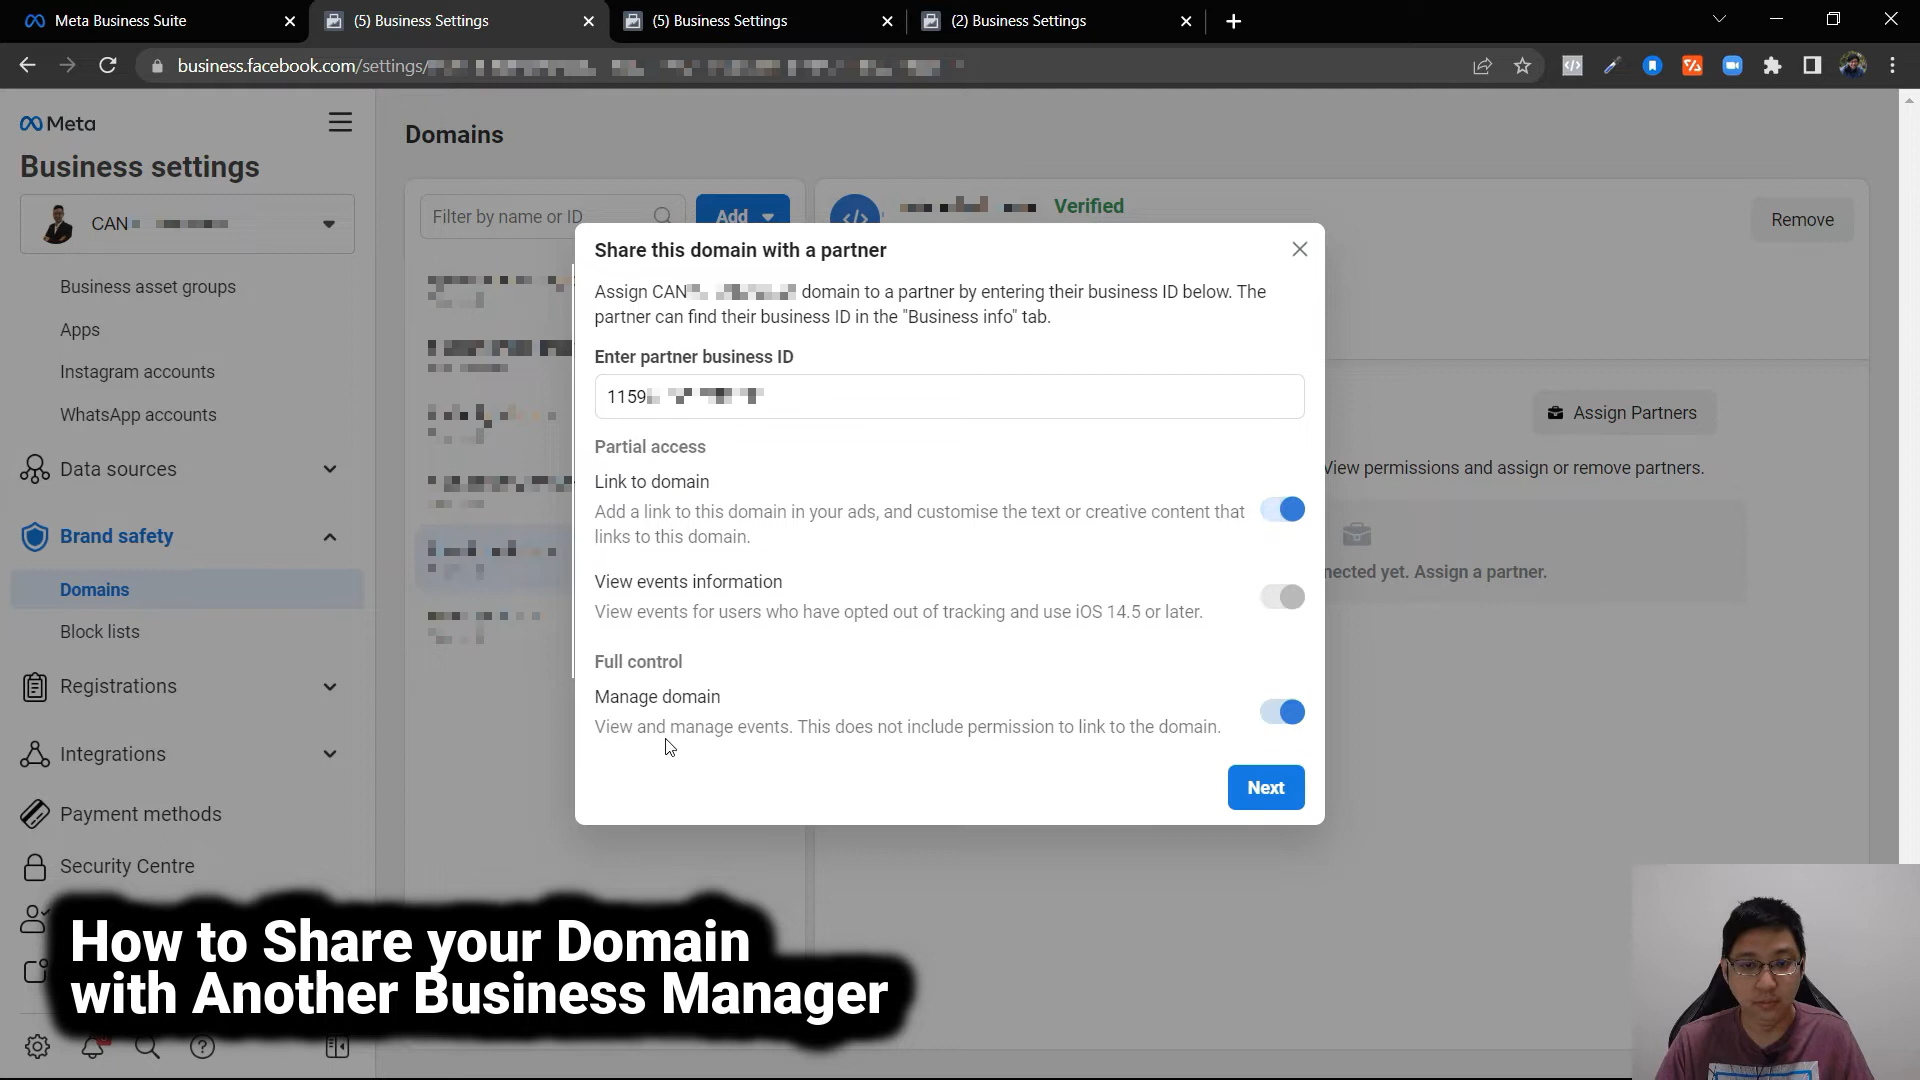 Meta Business Suite
(5) Business Settings
(5) Business Settings
(2) Business Settings
business.facebook.com/settings/
Meta
Business settings
CAN
Business asset groups
Apps
Instagram accounts
WhatsApp accounts
Data sources
Brand safety
Domains
Block lists
Registrations
Integrations
Payment methods
Security Centre
Domains
Filter by name or ID
Add
Verified
Remove
Assign Partners
View permissions and assign or remove partners.
yet. Assign a partner.
Share this domain with a partner
Assign CAN domain to a partner by entering their business ID below. The
partner can find their business ID in the "Business info" tab.
Enter partner business ID
1159
Partial access
Link to domain
Add a link to this domain in your ads, and customise the text or creative content that
links to this domain.
View events information
View events for users who have opted out of tracking and use iOS 14.5 or later.
Full control
Manage domain
View and manage events. This does not include permission to link to the domain.
Next
How to Share your Domain
with Another Business Manager